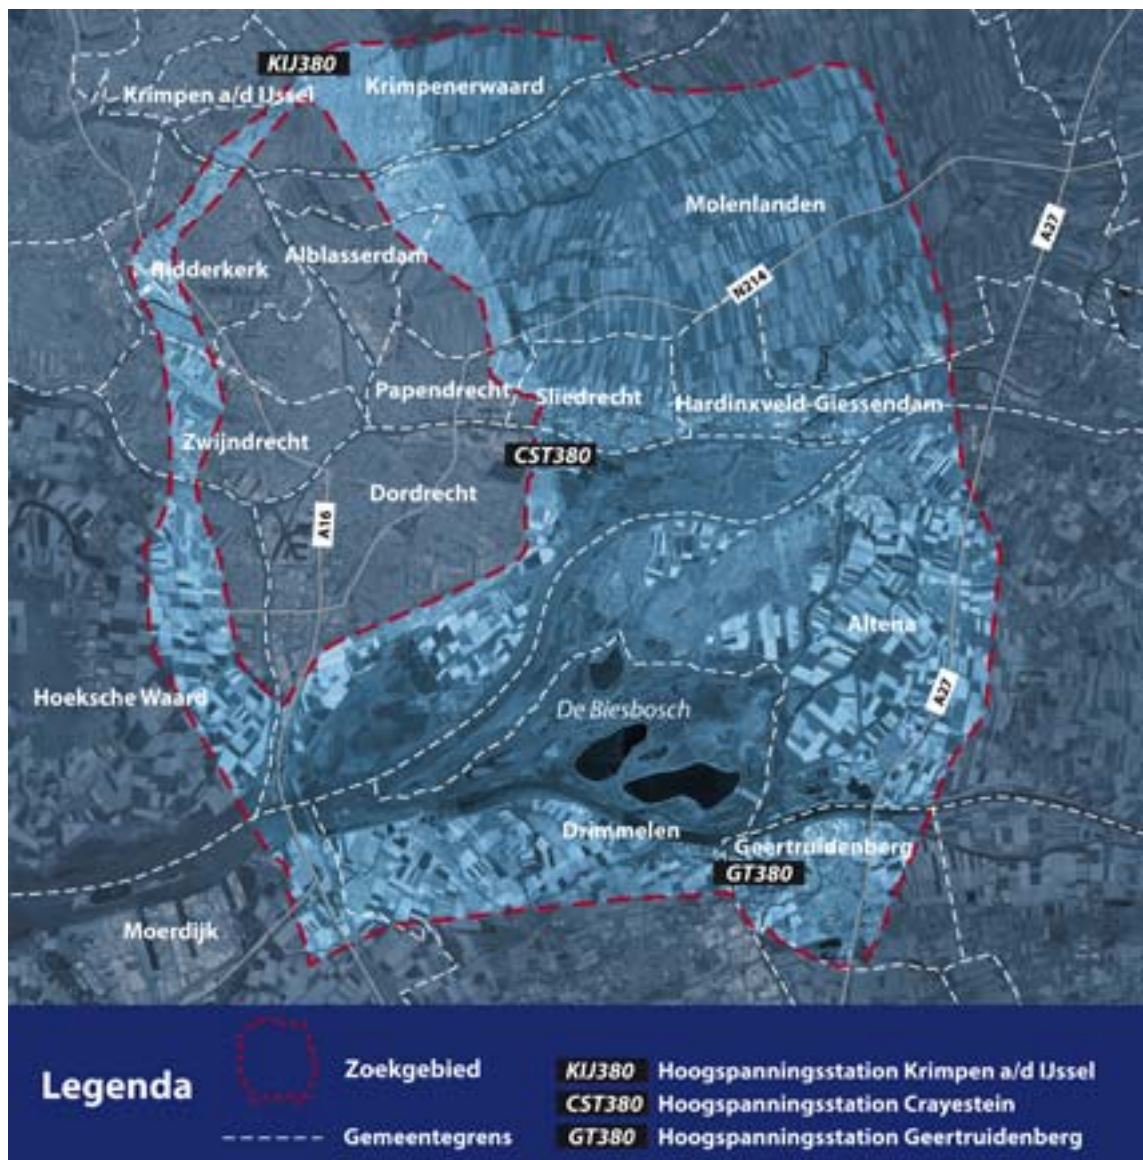 KIJ380
Krimpen a/d IJssel
Krimpenerwaard
Molenlanden
A27
Alblasserdam
Ridderkerk
N214
Papendrecht
Sliedrecht
Hardinxveld-Giessendam
Zwijndrecht
CST380
Dordrecht
A16
Altena
Hoeksche Waard
A27
De Biesbosch
Drimmelen
Geertruidenberg
GT380
Moerdijk
Legenda
Zoekgebied
Gemeentegrens
KIJ380 Hoogspanningsstation Krimpen a/d IJssel
CST380 Hoogspanningsstation Crayestein
GT380 Hoogspanningsstation Geertruidenberg